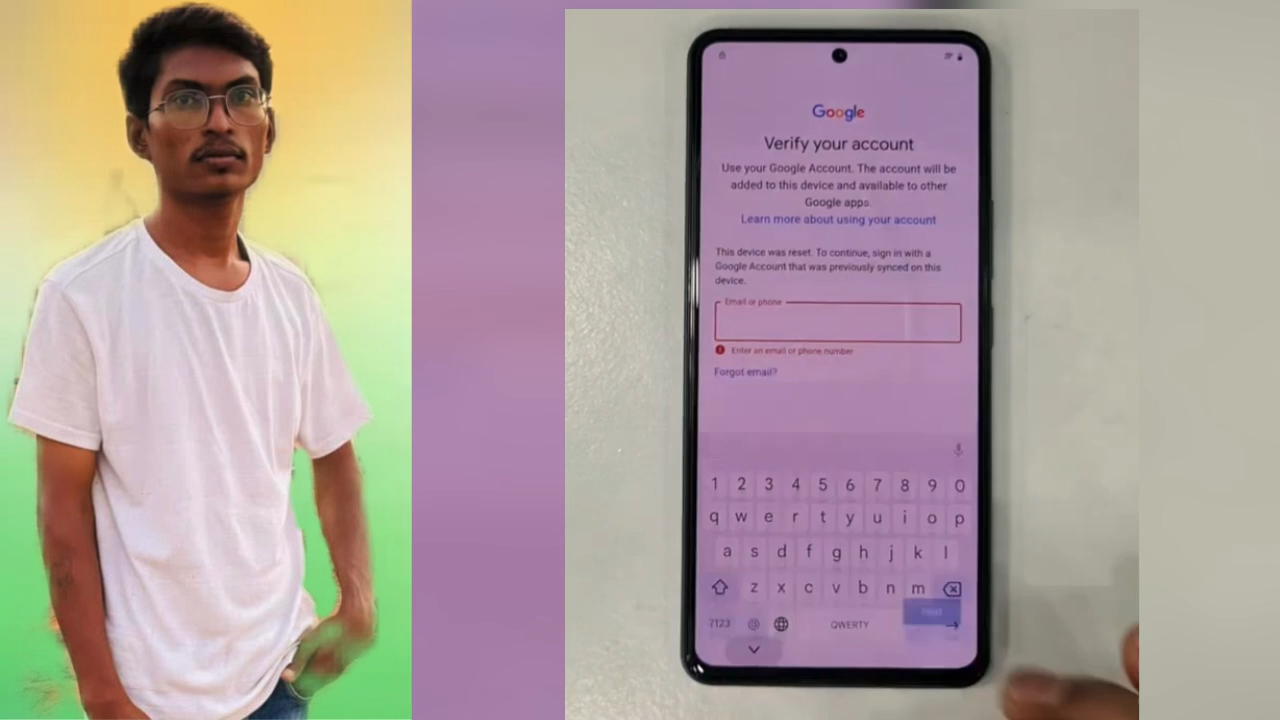 Google
Verify your account
Use your Google Account. The account will be
added to this device and available to other
Google apps.
Learn more about using your account
This device was reset. To continue, sign in with a
Google Account that was previously synced on this
device.
Email or phone
Enter an email or phone number
Forgot email?
1 2 3 4 5 6 7 8 9 0
q w e r t y u i o p
a s d f g h j k l
z x c v b n m
Next
?123 @ QWERTY